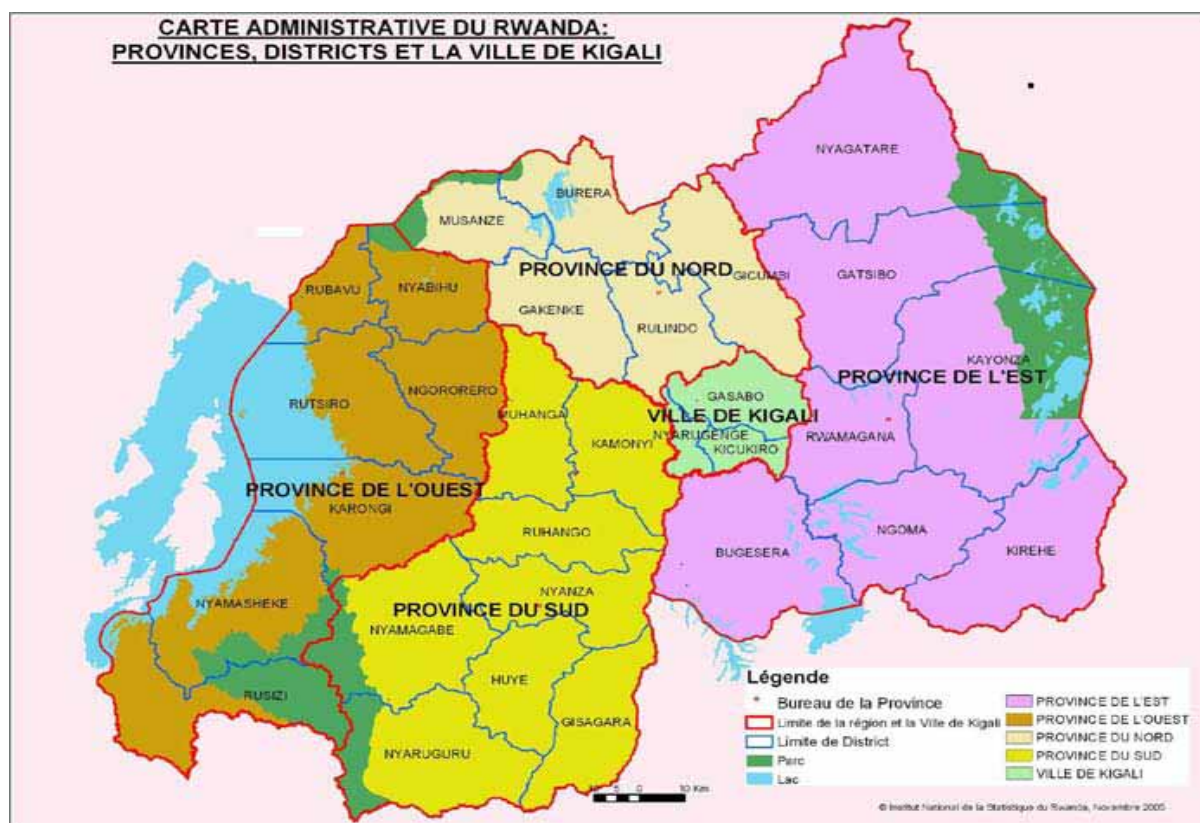 CARTE ADMINISTRATIVE DU RWANDA:
PROVINCES, DISTRICTS ET LA VILLE DE KIGALI
NYAGATARE
BURERA
MUSANZE
PROVINCE DU NORD
GICUMBI
GATSIBO
RUBAVU
NYABIHU
GAKENKE
RULINDO
KAYONZA
PROVINCE DE L'EST
NGORORERO
GASABO
RUTSIRO
MUHANGA
VILLE DE KIGALI
KAMONYI
NYARUGENGE
RWAMAGANA
KICUKIRO
PROVINCE DE L'OUEST
KARONGI
RUHANGO
BUGESERA
NGOMA
KIREHE
NYANZA
NYAMASHEKE
PROVINCE DU SUD
NYAMAGABE
HUYE
RUSIZI
GISAGARA
NYARUGURU
Légende
Bureau de la Province
Limite de la région et la Ville de Kigali
Limite de District
Parc
Lac
PROVINCE DE L'EST
PROVINCE DE L'OUEST
PROVINCE DU NORD
PROVINCE DU SUD
VILLE DE KIGALI
5 0 10 Km
© Institut National de la Statistique du Rwanda, Novembre 2005